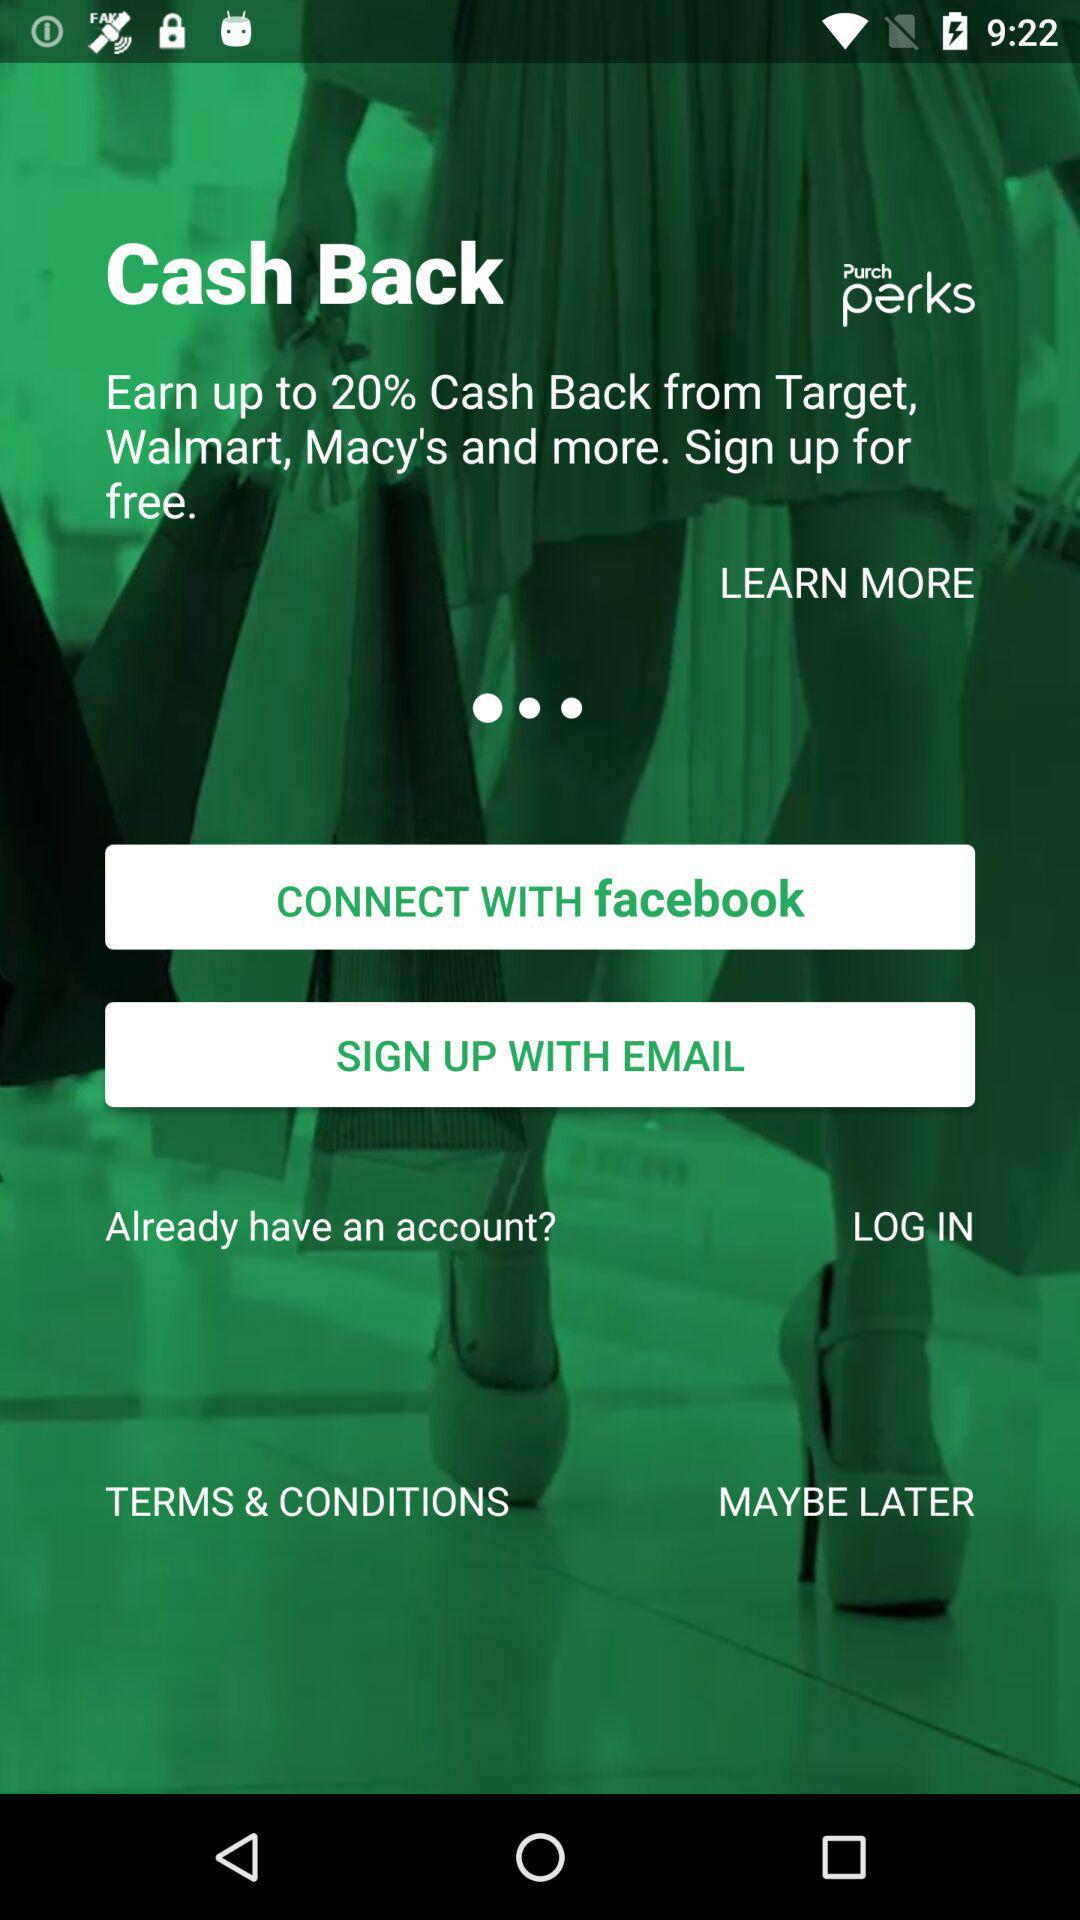 FAKE
9:22
Cash Back
Purch
perks
Earn up to 20% Cash Back from Target,
Walmart, Macy's and more. Sign up for
free.
LEARN MORE
CONNECT WITH facebook
SIGN UP WITH EMAIL
Already have an account? LOG IN
TERMS & CONDITIONS MAYBE LATER